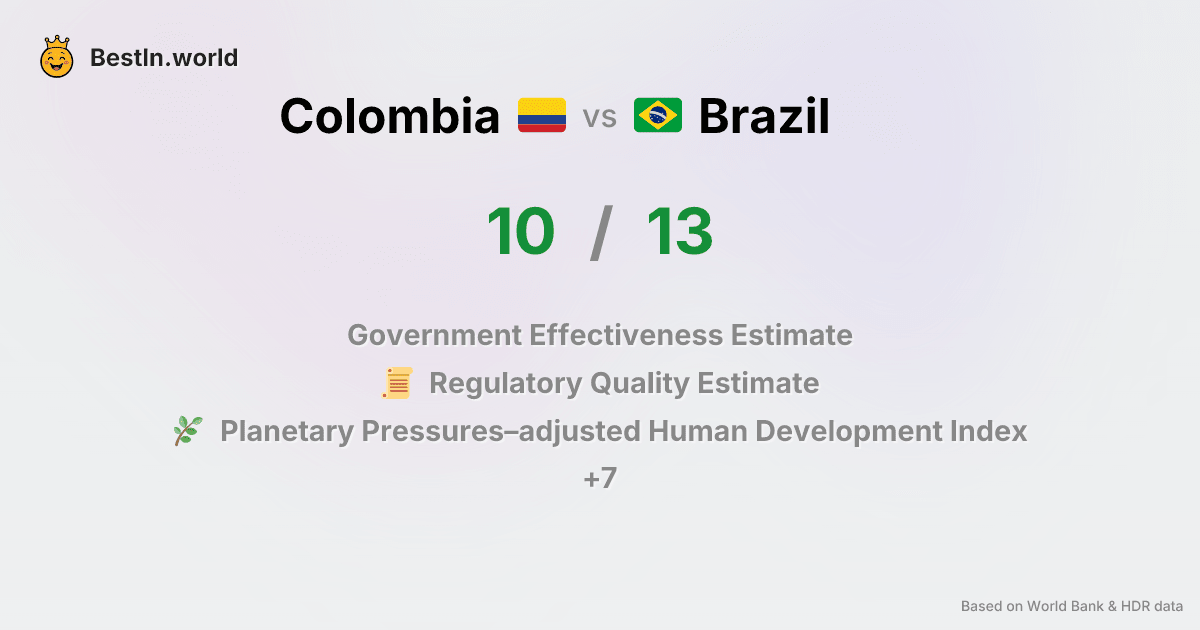 BestIn.world
Colombia vs Brazil
10 / 13
Government Effectiveness Estimate
Regulatory Quality Estimate
Planetary Pressures–adjusted Human Development Index
+7
Based on World Bank & HDR data